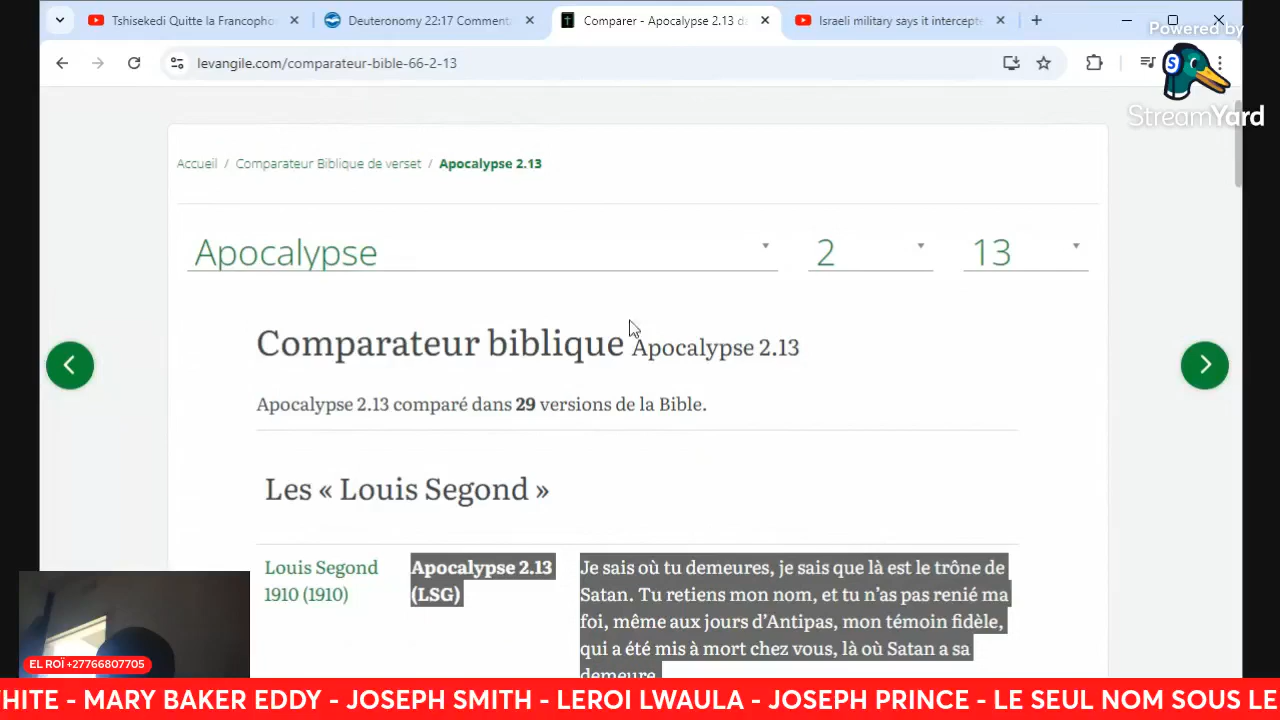 Tshisekedi Quitte la Francopho
Deuteronomy 22:17 Comment
Comparer - Apocalypse 2.13 d
Israeli military says it intercepte
Powered by
levangile.com/comparateur-bible-66-2-13
StreamYard
Accueil / Comparateur Biblique de verset / Apocalypse 2.13
Apocalypse 2 13
Comparateur biblique Apocalypse 2.13
Apocalypse 2.13 comparé dans 29 versions de la Bible.
Les « Louis Segond »
Louis Segond
1910 (1910)
Apocalypse 2.13
(LSG)
Je sais où tu demeures, je sais que là est le trône de
Satan. Tu retiens mon nom, et tu n’as pas renié ma
foi, même aux jours d’Antipas, mon témoin fidèle,
qui a été mis à mort chez vous, là où Satan a sa
demeure.
EL ROÏ +27766807705
WHITE - MARY BAKER EDDY - JOSEPH SMITH - LEROI LWAULA - JOSEPH PRINCE - LE SEUL NOM SOUS LE